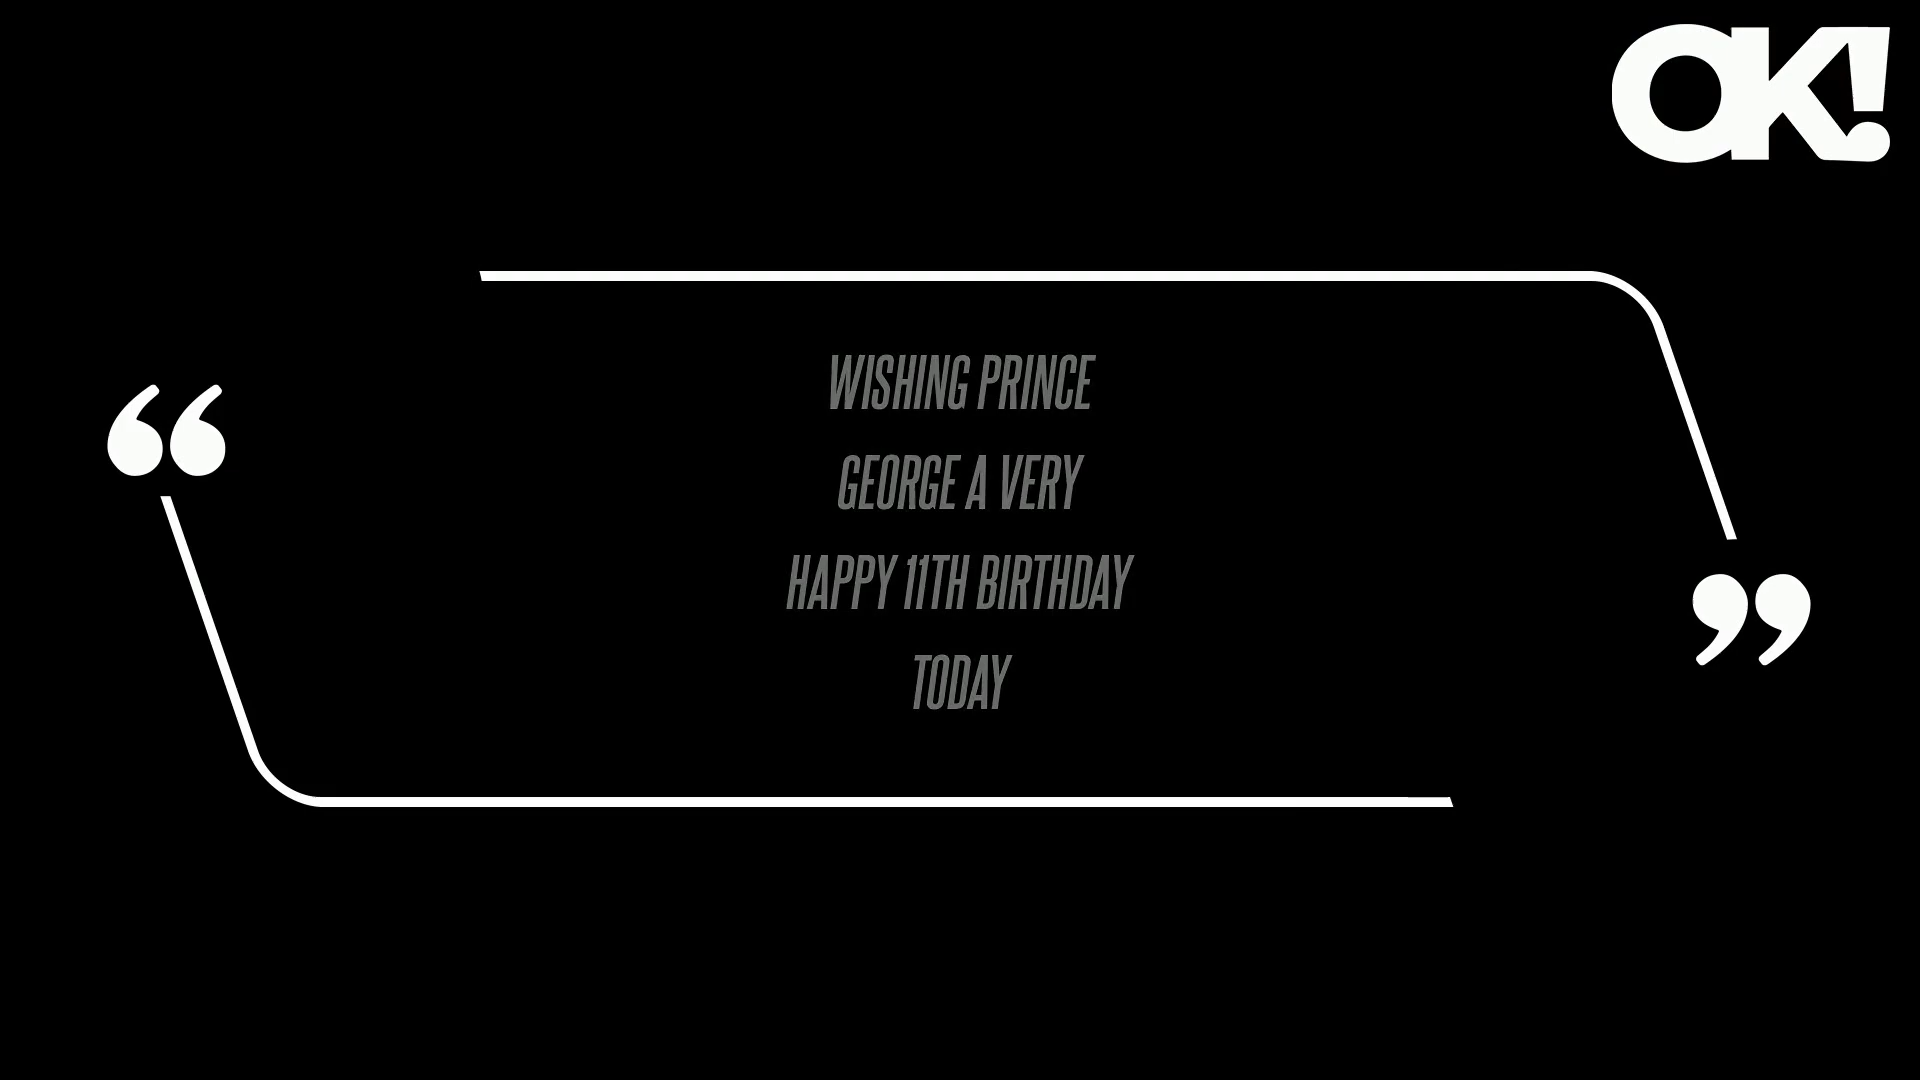 OK!
“
WISHING PRINCE
GEORGE A VERY
HAPPY 11TH BIRTHDAY
TODAY
”